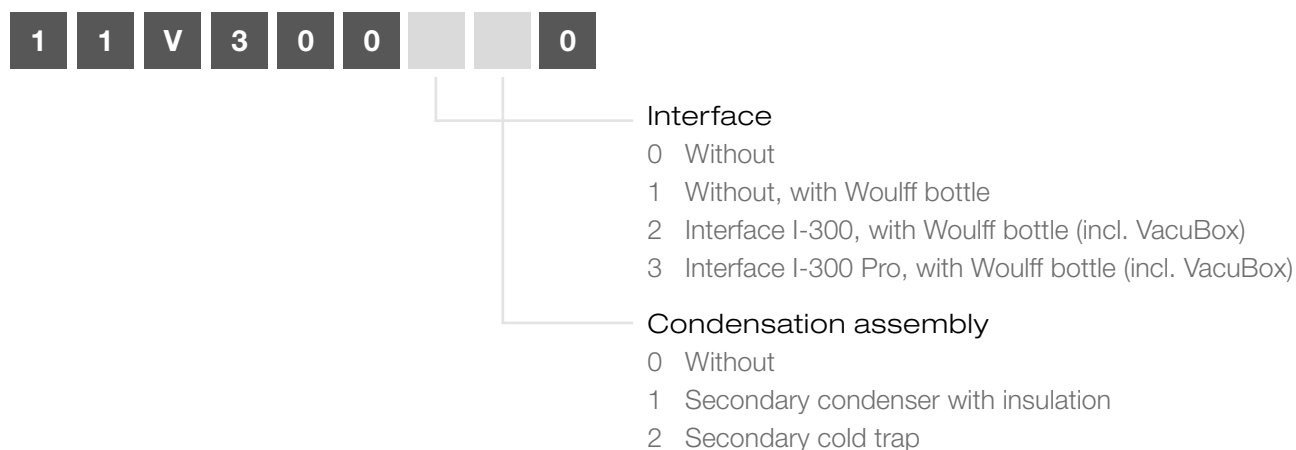 1 1 V 3 0 0 0
Interface
0 Without
1 Without, with Woulff bottle
2 Interface I-300, with Woulff bottle (incl. VacuBox)
3 Interface I-300 Pro, with Woulff bottle (incl. VacuBox)
Condensation assembly
0 Without
1 Secondary condenser with insulation
2 Secondary cold trap